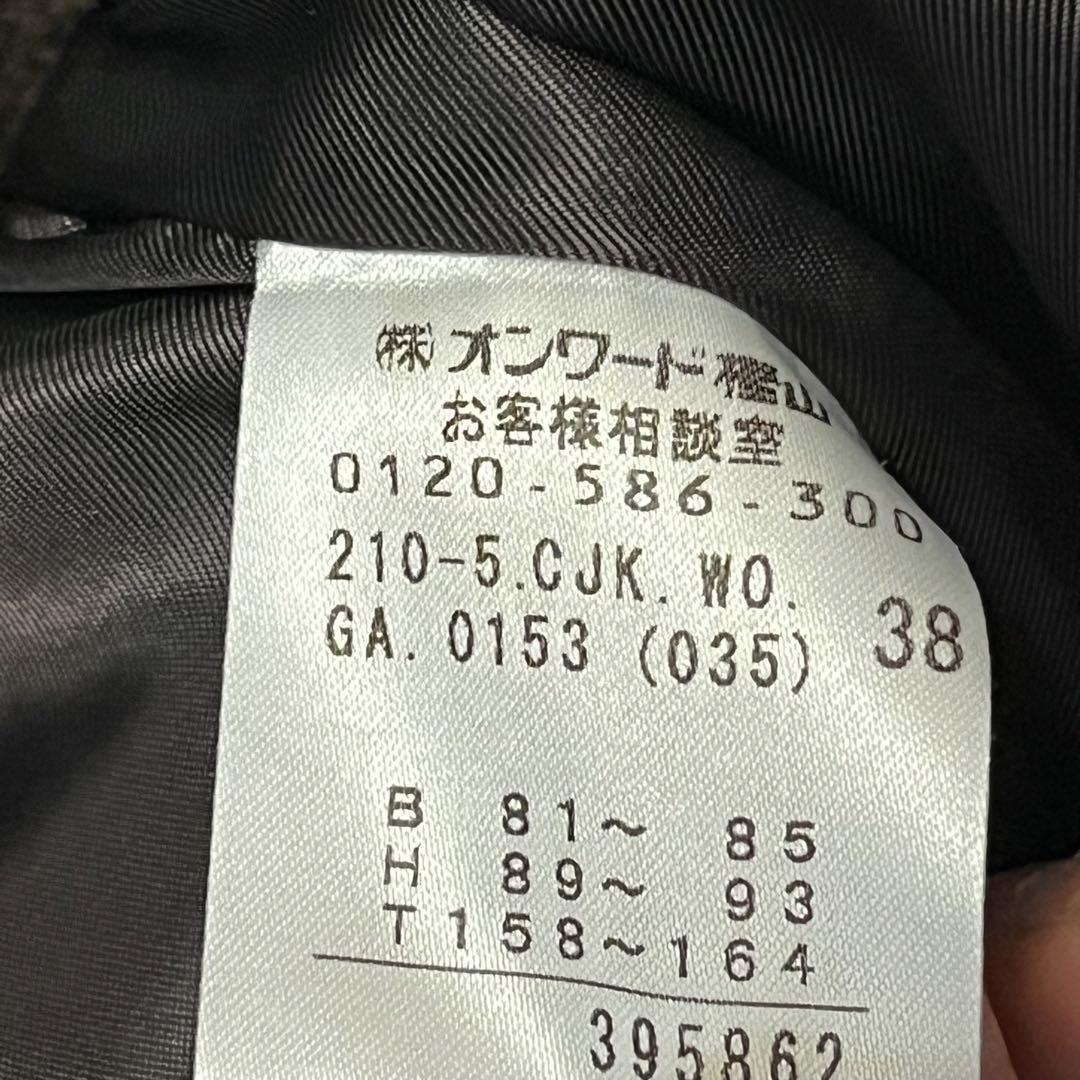 (株)オンワード樫山
お客様相談室
0120-586-300
210-5.CJK.WO.
GA.0153 (035) 38
B 81~ 85
H 89~ 93
T158~164
395862